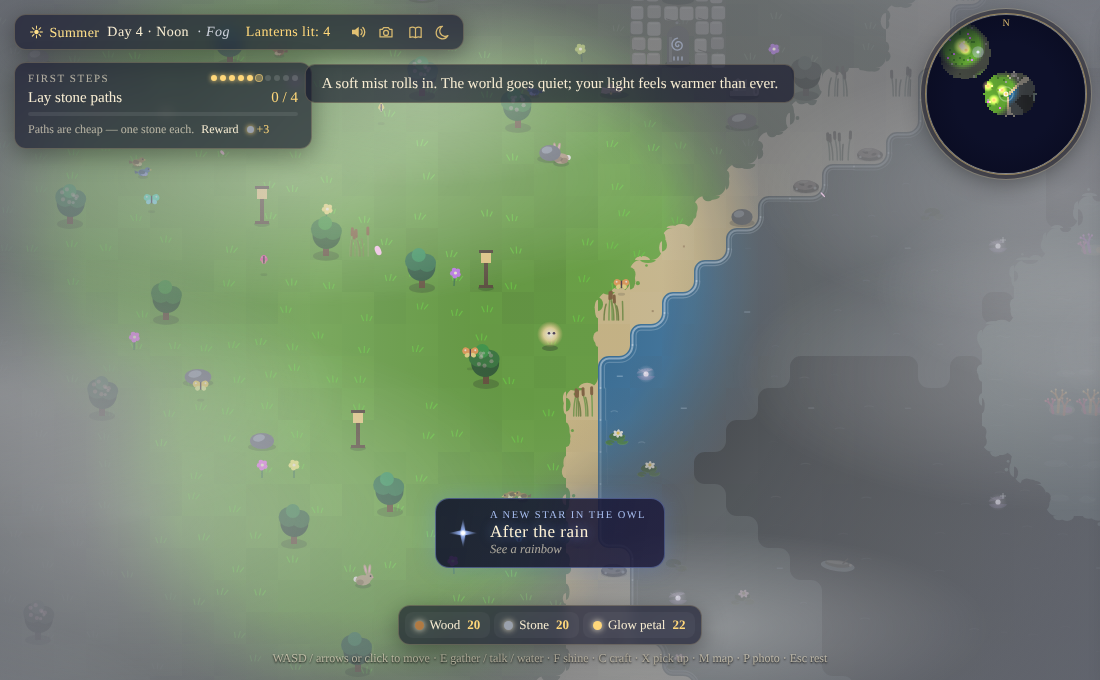 Summer Day 4 · Noon · Fog Lanterns lit: 4
N
FIRST STEPS
Lay stone paths 0 / 4
Paths are cheap — one stone each. Reward +3
A soft mist rolls in. The world goes quiet; your light feels warmer than ever.
A NEW STAR IN THE OWL
After the rain
See a rainbow
Wood 20 Stone 20 Glow petal 22
WASD / arrows or click to move · E gather / talk / water · F shine · C craft · X pick up · M map · P photo · Esc rest